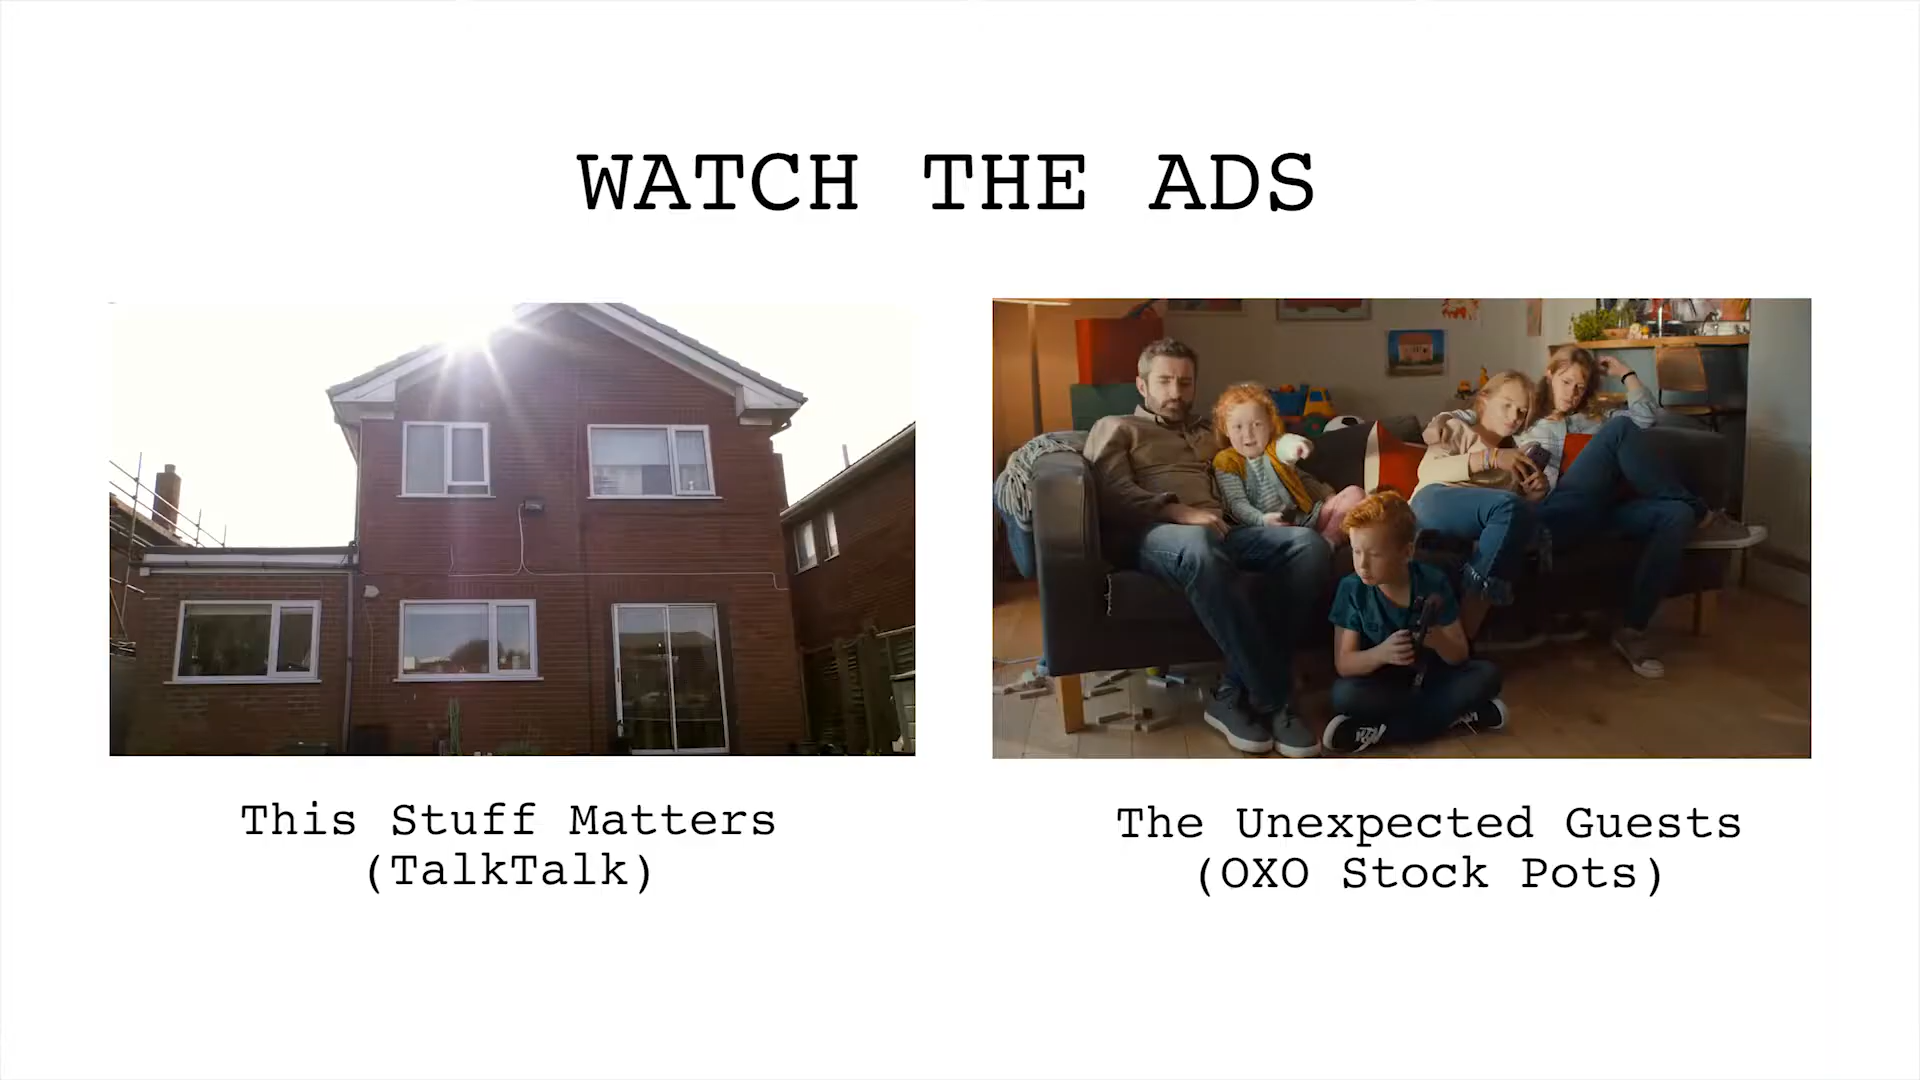 WATCH THE ADS
This Stuff Matters
(TalkTalk)
The Unexpected Guests
(OXO Stock Pots)